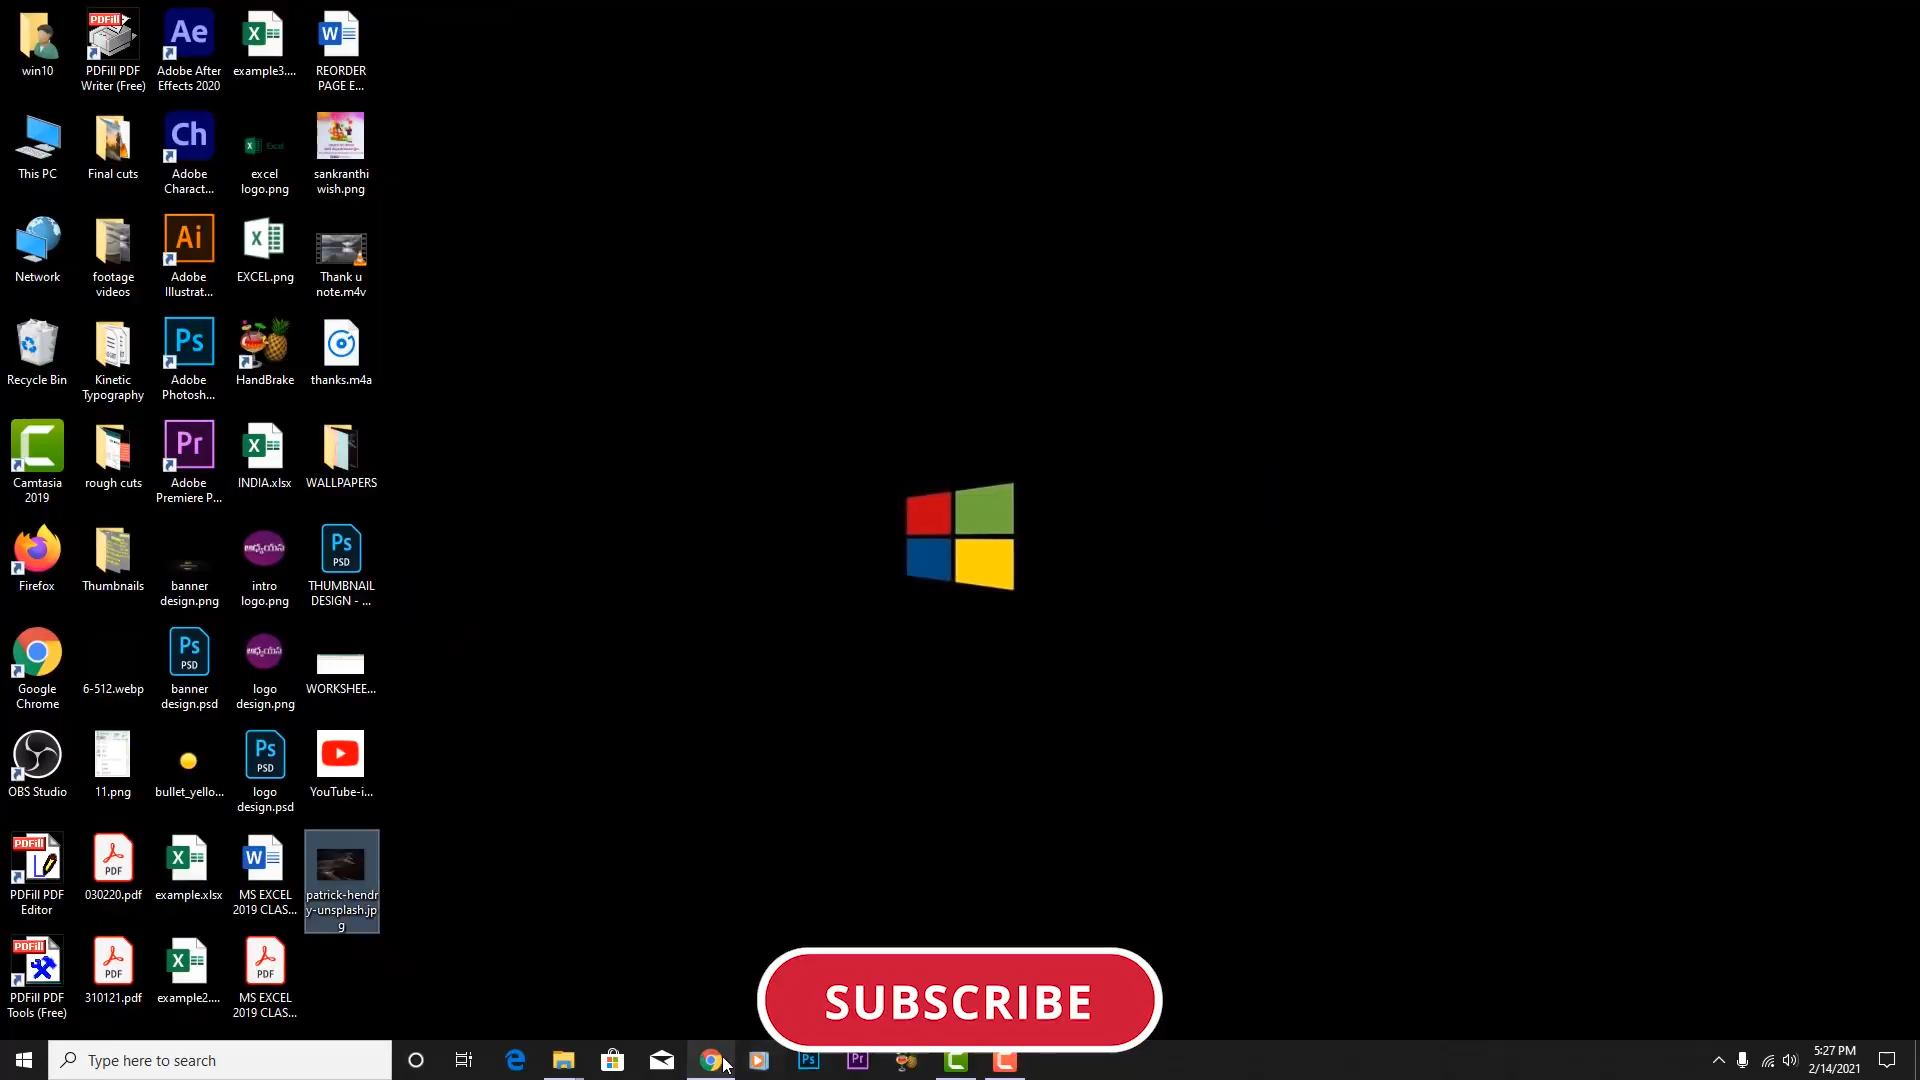 win10
PDFill PDF
Writer (Free)
Adobe After
Effects 2020
example3....
REORDER
PAGE E...
This PC
Final cuts
Adobe
Charact...
excel
logo.png
sankranthi
wish.png
Network
footage
videos
Adobe
Illustrat...
EXCEL.png
Thank u
note.m4v
Recycle Bin
Kinetic
Typography
Adobe
Photosh...
HandBrake
thanks.m4a
Camtasia
2019
rough cuts
Adobe
Premiere P...
INDIA.xlsx
WALLPAPERS
Firefox
Thumbnails
banner
design.png
అధ్యయన
intro
logo.png
THUMBNAIL
DESIGN - ...
Google
Chrome
6-512.webp
banner
design.psd
అధ్యయన
logo
design.png
WORKSHEE...
OBS Studio
11.png
bullet_yello...
logo
design.psd
YouTube-i...
PDFill PDF
Editor
030220.pdf
example.xlsx
MS EXCEL
2019 CLAS...
patrick-hendr
y-unsplash.jp
g
PDFill PDF
Tools (Free)
310121.pdf
example2....
MS EXCEL
2019 CLAS...
SUBSCRIBE
Type here to search
5:27 PM
2/14/2021